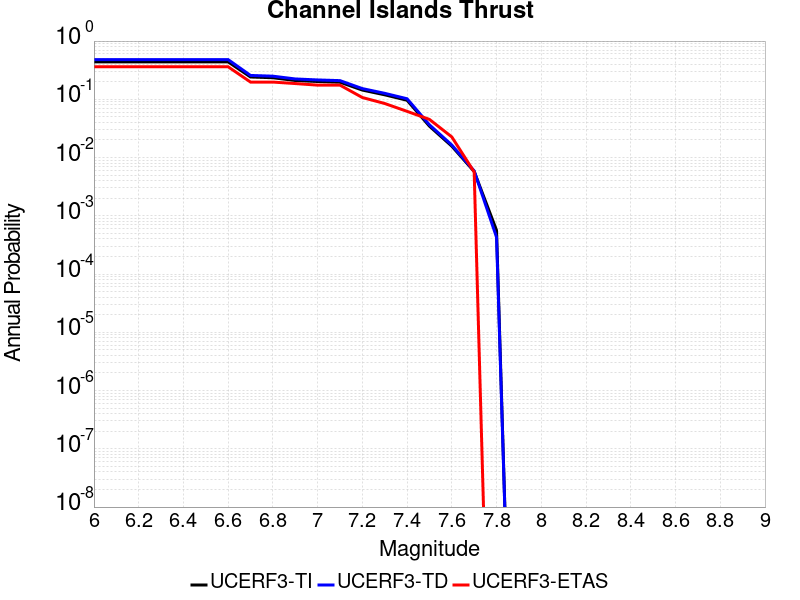 Channel Islands Thrust
10^0
10^-1
10^-2
10^-3
10^-4
10^-5
10^-6
10^-7
10^-8
Annual Probability
6 6.2 6.4 6.6 6.8 7 7.2 7.4 7.6 7.8 8 8.2 8.4 8.6 8.8 9
Magnitude
UCERF3-TI UCERF3-TD UCERF3-ETAS